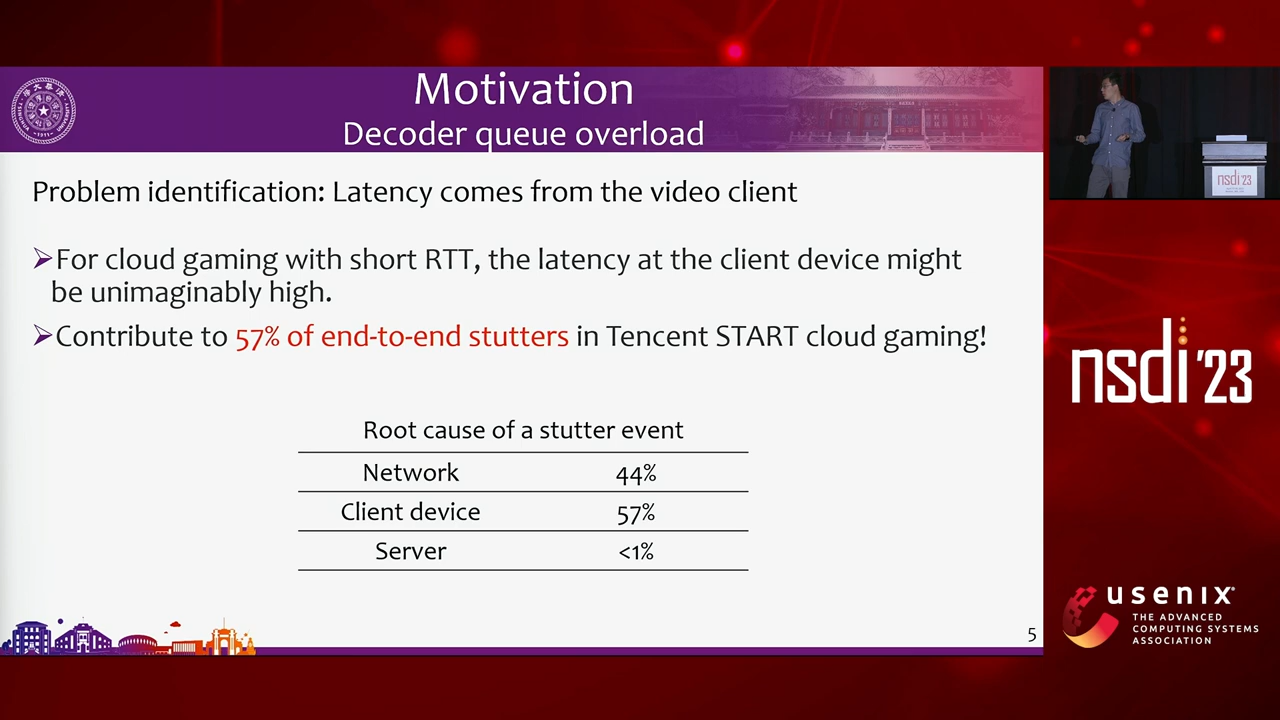 Motivation
Decoder queue overload
Problem identification: Latency comes from the video client
➢For cloud gaming with short RTT, the latency at the client device might
be unimaginably high.
➢Contribute to 57% of end-to-end stutters in Tencent START cloud gaming!
Root cause of a stutter event
Network 44%
Client device 57%
Server <1%
5
nsdi '23
nsdi '23
usenix
THE ADVANCED
COMPUTING SYSTEMS
ASSOCIATION